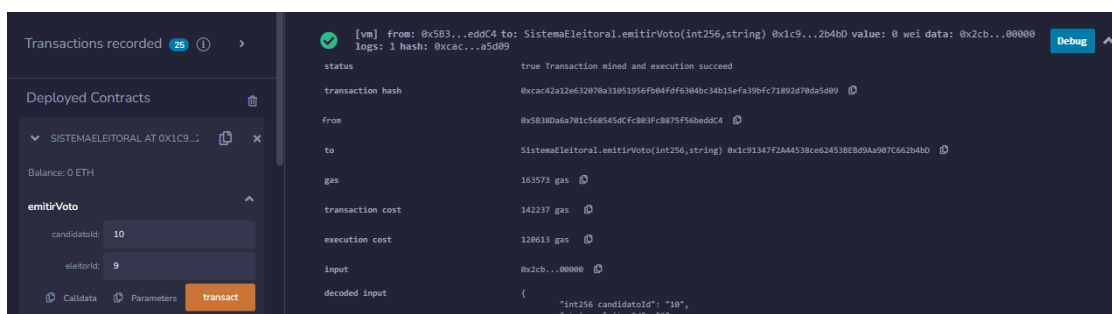 Transactions recorded 25
Deployed Contracts
SISTEMAELEITORAL AT 0X1C9...
Balance: 0 ETH
emitirVoto
candidatoId: 10
eleitorId: 9
Calldata Parameters transact
[vm] from: 0x5B3...eddC4 to: SistemaEleitoral.emitirVoto(int256,string) 0x1c9...2b4bD value: 0 wei data: 0x2cb...00000
logs: 1 hash: 0xcac...a5d09
Debug
status true Transaction mined and execution succeed
transaction hash 0xcac42a12e632070a31051956fb04fdf6304bc34b15efa39bfc71892d70da5d09
from 0x5B38Da6a701c568545dCfcB03FcB875f56beddC4
to SistemaEleitoral.emitirVoto(int256,string) 0x1c91347f2A44538ce62453BEBd9Aa907C662b4bD
gas 163573 gas
transaction cost 142237 gas
execution cost 120613 gas
input 0x2cb...00000
decoded input {
"int256 candidatoId": "10",